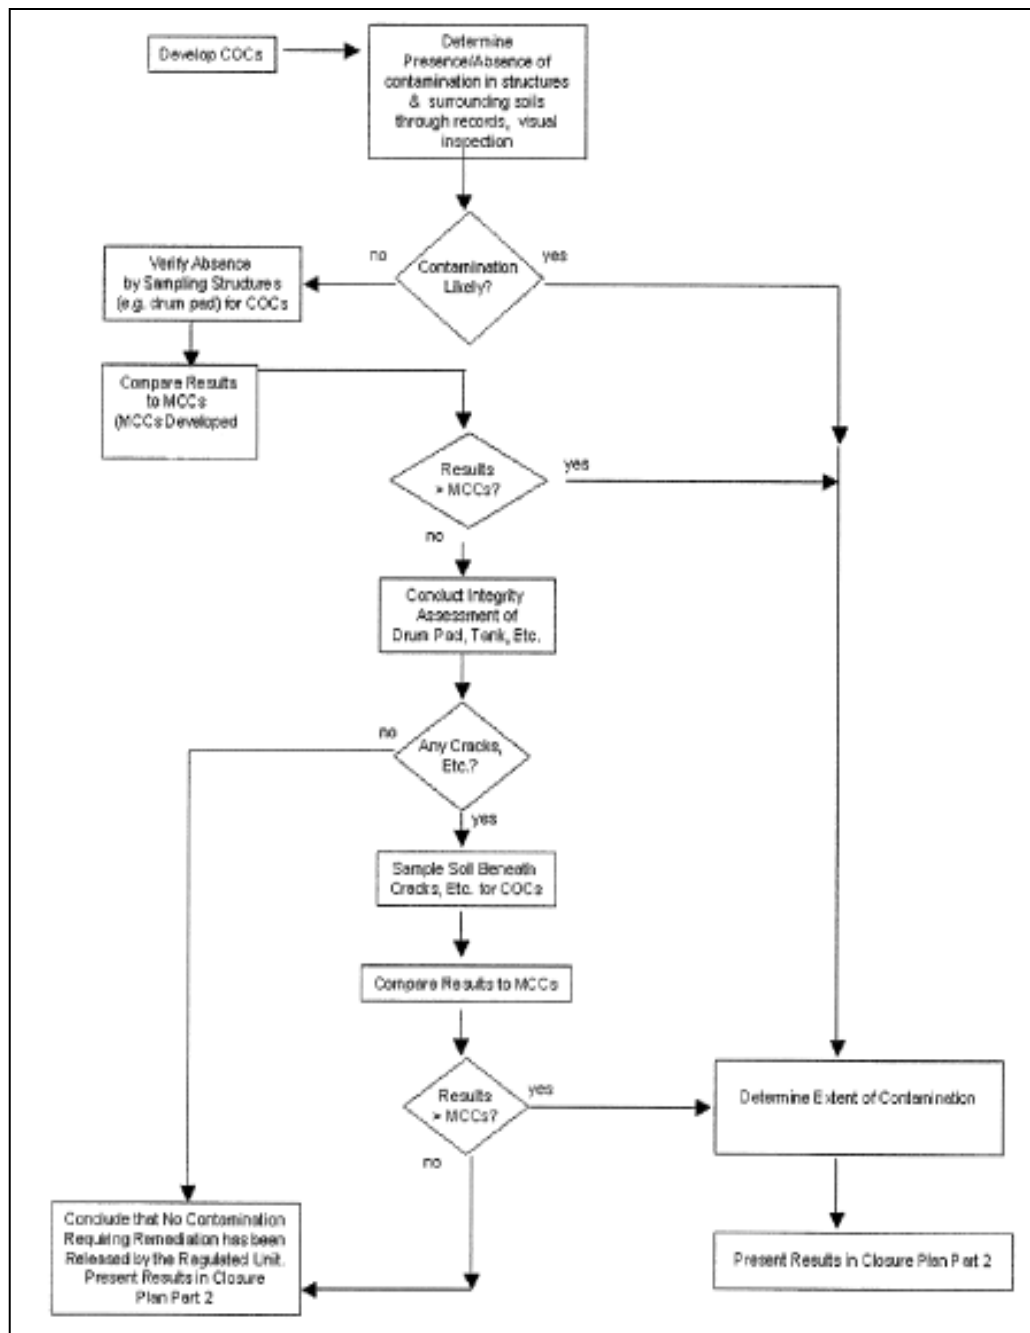 Develop COCs
Determine
Presence/Absence of
contamination in structures
& surrounding soils
through records, visual
inspection
no
Contamination
Likely?
yes
Verify Absence
by Sampling Structures
(e.g. drum pad) for COCs
Compare Results
to MCCs
(MCCs Developed
Results
> MCCs?
yes
no
Conduct Integrity
Assessment of
Drum Pad, Tank, Etc.
no
Any Cracks,
Etc.?
yes
Sample Soil Beneath
Cracks, Etc. for COCs
Compare Results to MCCs
Results
> MCCs?
yes
no
Determine Extent of Contamination
Conclude that No Contamination
Requiring Remediation has been
Released by the Regulated Unit.
Present Results in Closure
Plan Part 2
Present Results in Closure Plan Part 2